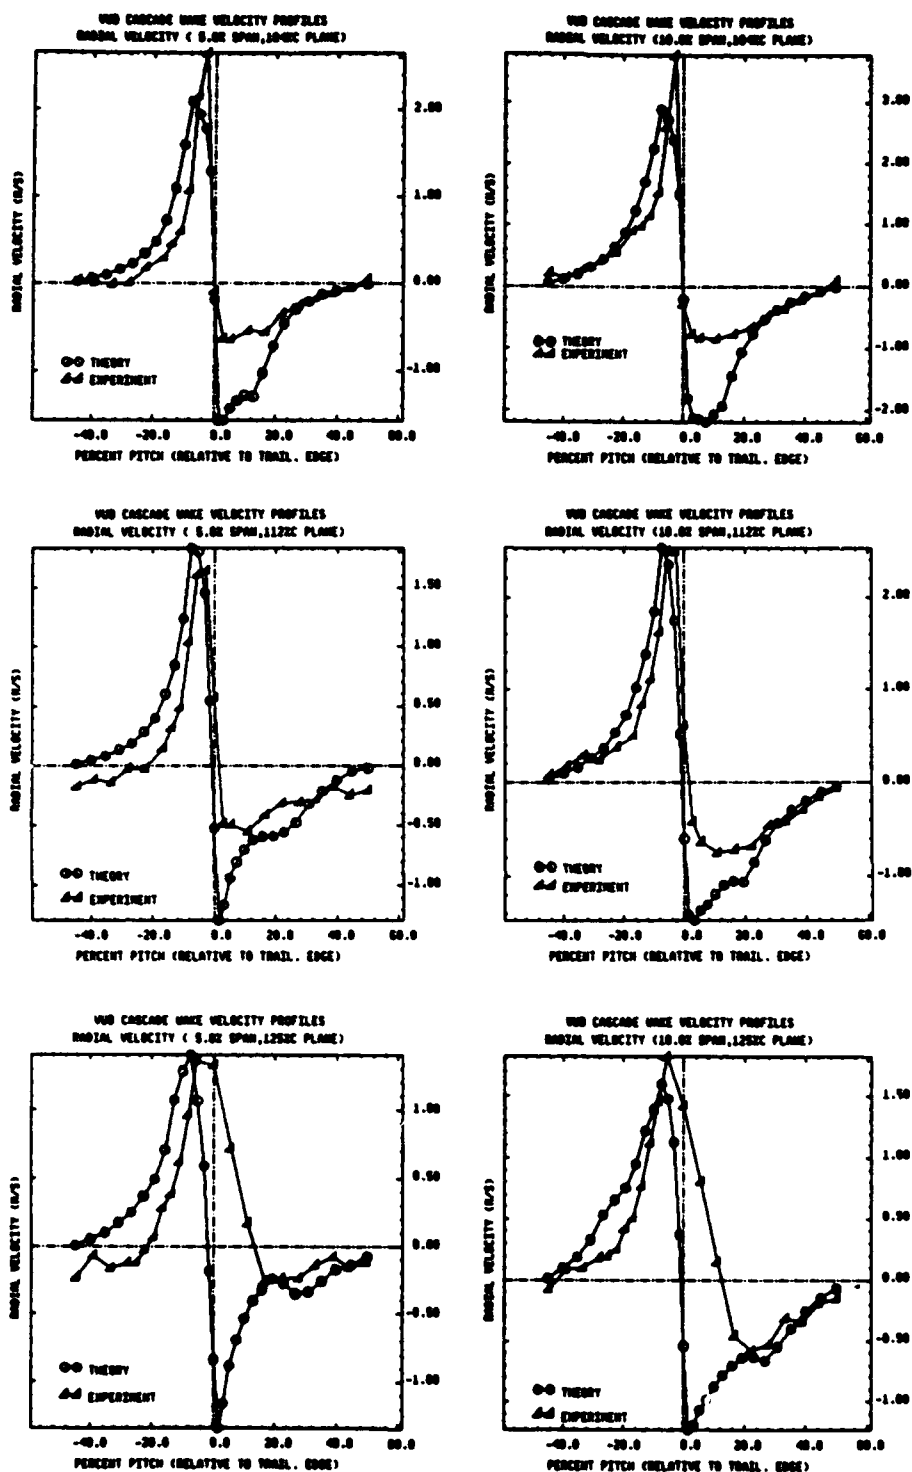 VUB CASCADE WAKE VELOCITY PROFILES
RADIAL VELOCITY ( 5.0% SPAN,104%C PLANE)
2.00
1.00
0.00
-1.00
RADIAL VELOCITY (M/S)
THEORY
EXPERIMENT
-40.0 -20.0 0.0 20.0 40.0 60.0
PERCENT PITCH (RELATIVE TO TRAIL. EDGE)
VUB CASCADE WAKE VELOCITY PROFILES
RADIAL VELOCITY (10.0% SPAN,104%C PLANE)
3.00
2.00
1.00
0.00
-1.00
-2.00
RADIAL VELOCITY (M/S)
THEORY
EXPERIMENT
-40.0 -20.0 0.0 20.0 40.0 60.0
PERCENT PITCH (RELATIVE TO TRAIL. EDGE)
VUB CASCADE WAKE VELOCITY PROFILES
RADIAL VELOCITY ( 5.0% SPAN,112%C PLANE)
1.50
1.00
0.50
0.00
-0.50
-1.00
RADIAL VELOCITY (M/S)
THEORY
EXPERIMENT
-40.0 -20.0 0.0 20.0 40.0 60.0
PERCENT PITCH (RELATIVE TO TRAIL. EDGE)
VUB CASCADE WAKE VELOCITY PROFILES
RADIAL VELOCITY (10.0% SPAN,112%C PLANE)
2.00
1.00
0.00
-1.00
RADIAL VELOCITY (M/S)
THEORY
EXPERIMENT
-40.0 -20.0 0.0 20.0 40.0 60.0
PERCENT PITCH (RELATIVE TO TRAIL. EDGE)
VUB CASCADE WAKE VELOCITY PROFILES
RADIAL VELOCITY ( 5.0% SPAN,125%C PLANE)
1.00
0.50
0.00
-0.50
-1.00
RADIAL VELOCITY (M/S)
THEORY
EXPERIMENT
-40.0 -20.0 0.0 20.0 40.0 60.0
PERCENT PITCH (RELATIVE TO TRAIL. EDGE)
VUB CASCADE WAKE VELOCITY PROFILES
RADIAL VELOCITY (10.0% SPAN,125%C PLANE)
1.50
1.00
0.50
0.00
-0.50
-1.00
RADIAL VELOCITY (M/S)
THEORY
EXPERIMENT
-40.0 -20.0 0.0 20.0 40.0 60.0
PERCENT PITCH (RELATIVE TO TRAIL. EDGE)